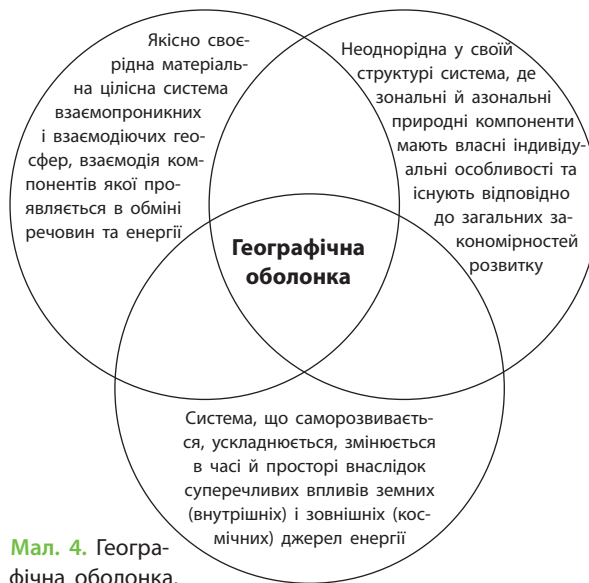 Якісно своє-
рідна матеріаль-
на цілісна система
взаємопроникних
і взаємодіючих гео-
сфер, взаємодія ком-
понентів якої про-
являється в обміні
речовин та енергії
Неоднорідна у своїй
структурі система, де
зональні й азональні
природні компоненти
мають власні індивіду-
альні особливості та
існують відповідно
до загальних за-
кономірностей
розвитку
Географічна
оболонка
Система, що саморозвиваєть-
ся, ускладнюється, змінюється
в часі й просторі внаслідок
суперечливих впливів земних
(внутрішніх) і зовнішніх (кос-
мічних) джерел енергії
Мал. 4. Геогра-
фічна оболонка.